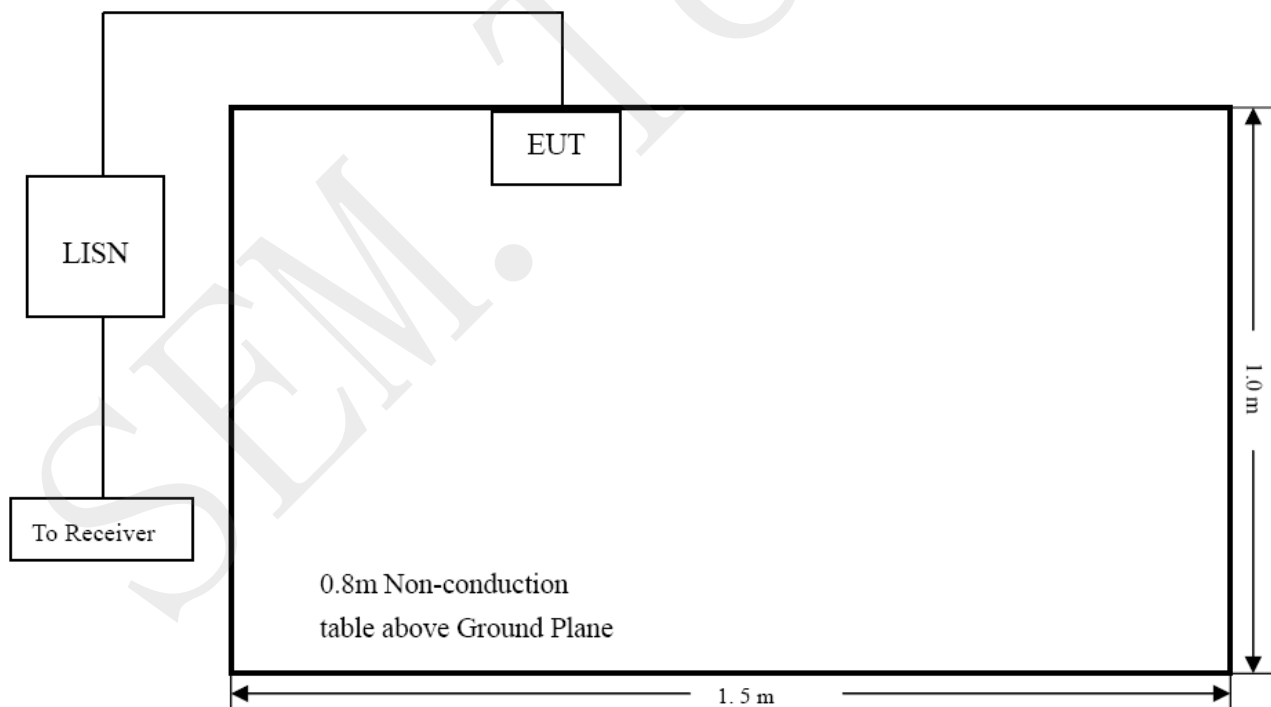 EUT
LISN
To Receiver
0.8m Non-conduction
table above Ground Plane
1.0 m
1. 5 m